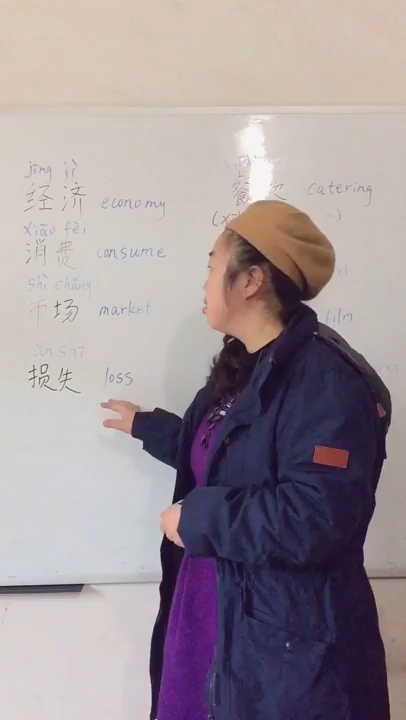 jīng jì
经济 economy
xiāo fèi
消费 consume
shì chǎng
市场 market
sǔn shī
损失 loss
catering
film